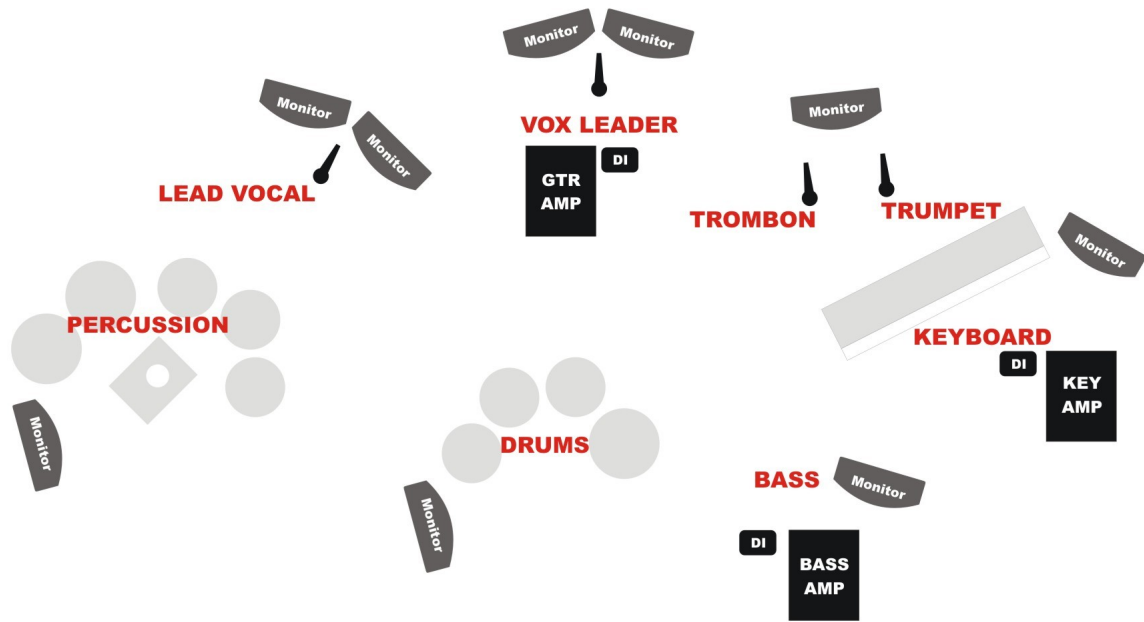 Monitor
Monitor
Monitor
Monitor
Monitor
VOX LEADER
DI
GTR
AMP
LEAD VOCAL
TROMBON
TRUMPET
Monitor
PERCUSSION
KEYBOARD
DI
KEY
AMP
Monitor
DRUMS
Monitor
BASS
Monitor
DI
BASS
AMP